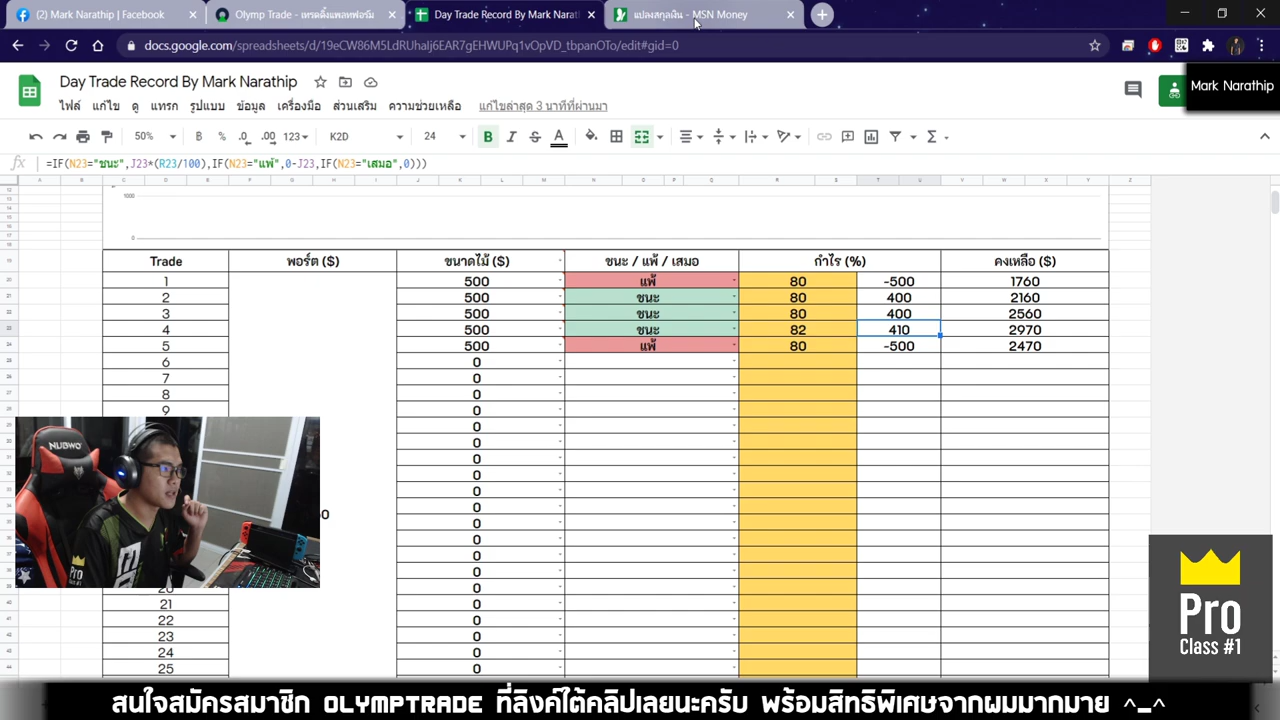 (2) Mark Narathip | Facebook
Olymp Trade - เทรดดิ้งแพลทฟอร์ม
Day Trade Record By Mark Narat
แปลงสกุลเงิน - MSN Money
docs.google.com/spreadsheets/d/19eCW86M5LdRUhaIj6EAR7gEHWUPq1vOpVD_tbpanOTo/edit#gid=0
Day Trade Record By Mark Narathip
Mark Narathip
ไฟล์ แก้ไข ดู แทรก รูปแบบ ข้อมูล เครื่องมือ ส่วนเสริม ความช่วยเหลือ แก้ไขล่าสุด 3 นาทีที่ผ่านมา
50% ฿ % .0 .00 123 K2D 24 B I S A Σ
fx =IF(N23="ชนะ",J23*(R23/100),IF(N23="แพ้",0-J23,IF(N23="เสมอ",0)))
A B C D E F G H I J K L M N O P Q R S T U V W X Y Z
1000
0
Trade พอร์ต ($) ขนาดไม้ ($) ชนะ / แพ้ / เสมอ กำไร (%) คงเหลือ ($)
1 500 แพ้ 80 -500 1760
2 500 ชนะ 80 400 2160
3 500 ชนะ 80 400 2560
4 500 ชนะ 82 410 2970
5 500 แพ้ 80 -500 2470
6 0
7 0
8 0
9 0
0
0
0
0
0
0
0
0
0
0
20 0
21 0
22 0
23 0
24 0
25 0
NUBWO
Pro
Class #1
Pro
Class #1
สนใจสมัครสมาชิก OLYMPTRADE ที่ลิงค์ใต้คลิปเลยนะครับ พร้อมสิทธิพิเศษจากผมมากมาย ^_^